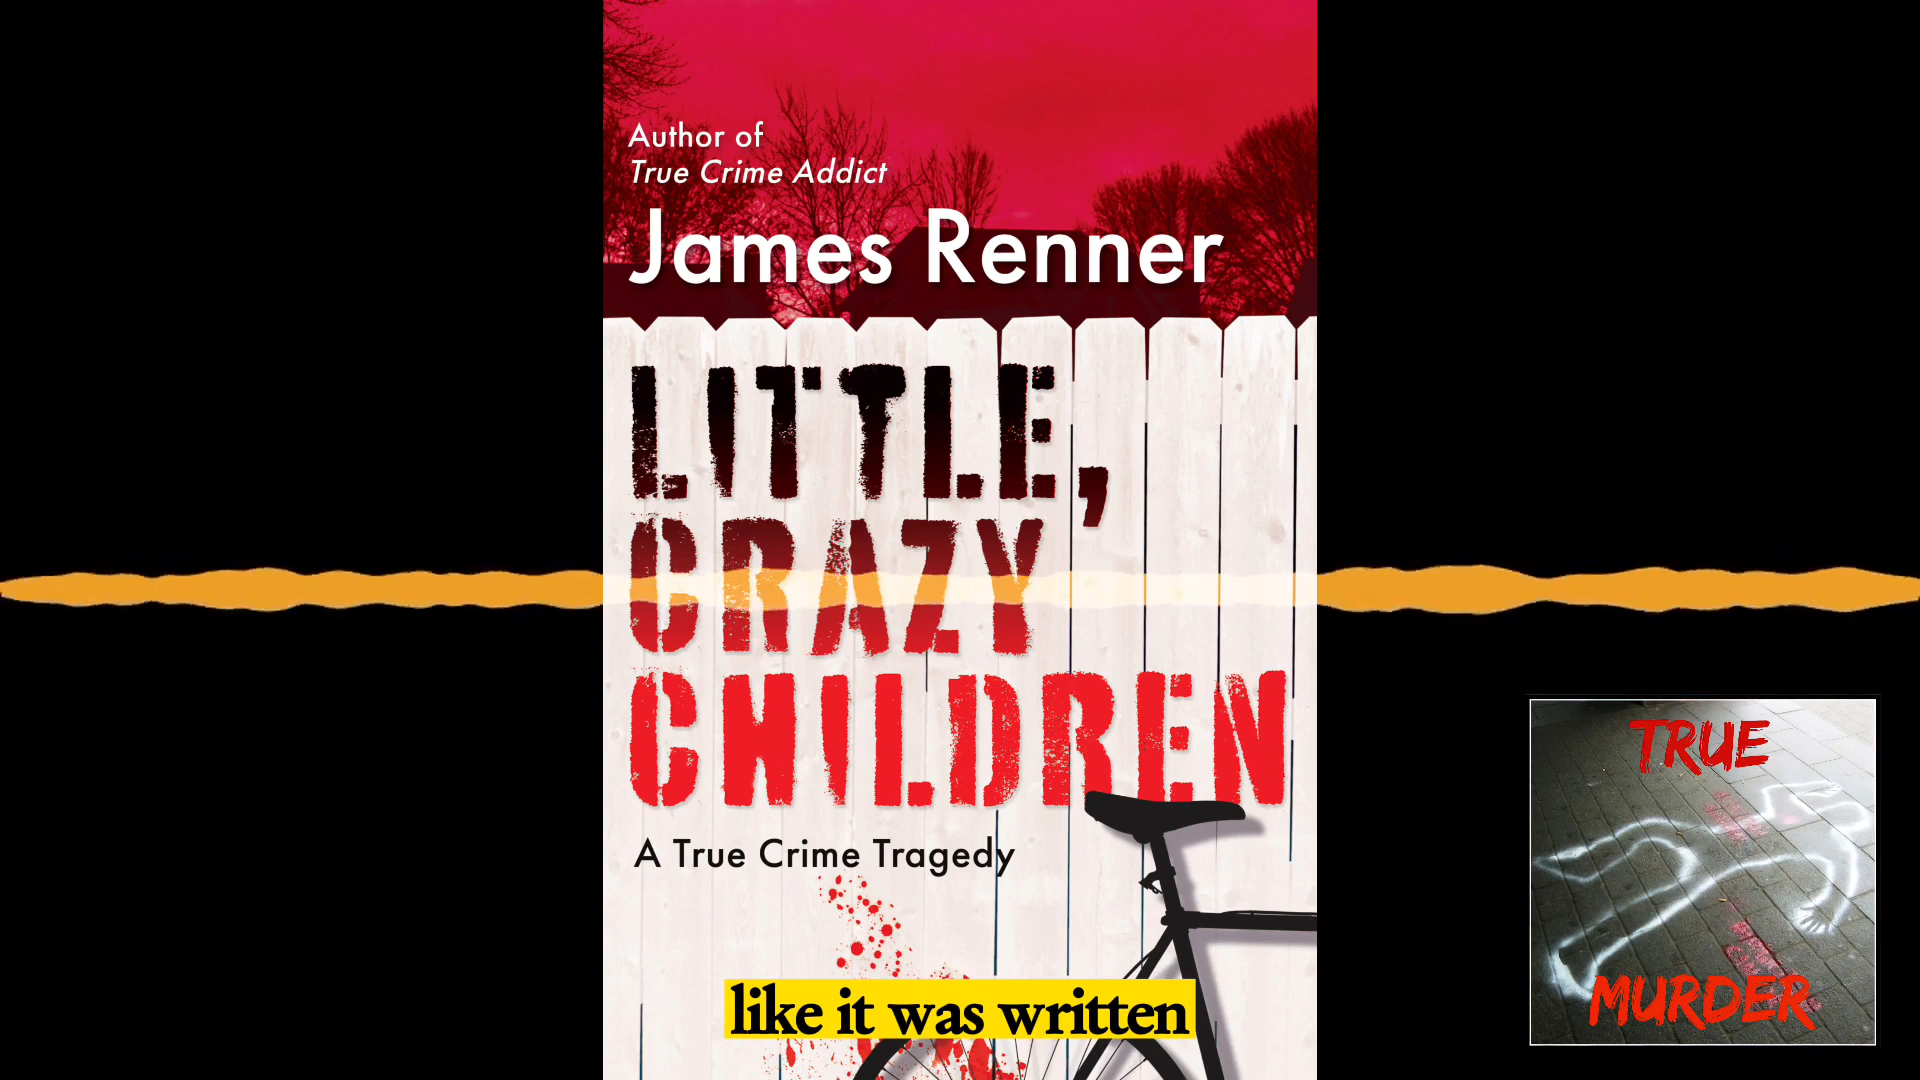 Author of
True Crime Addict
James Renner
LITTLE,
CRAZY
CHILDREN
A True Crime Tragedy
like it was written
TRUE
MURDER